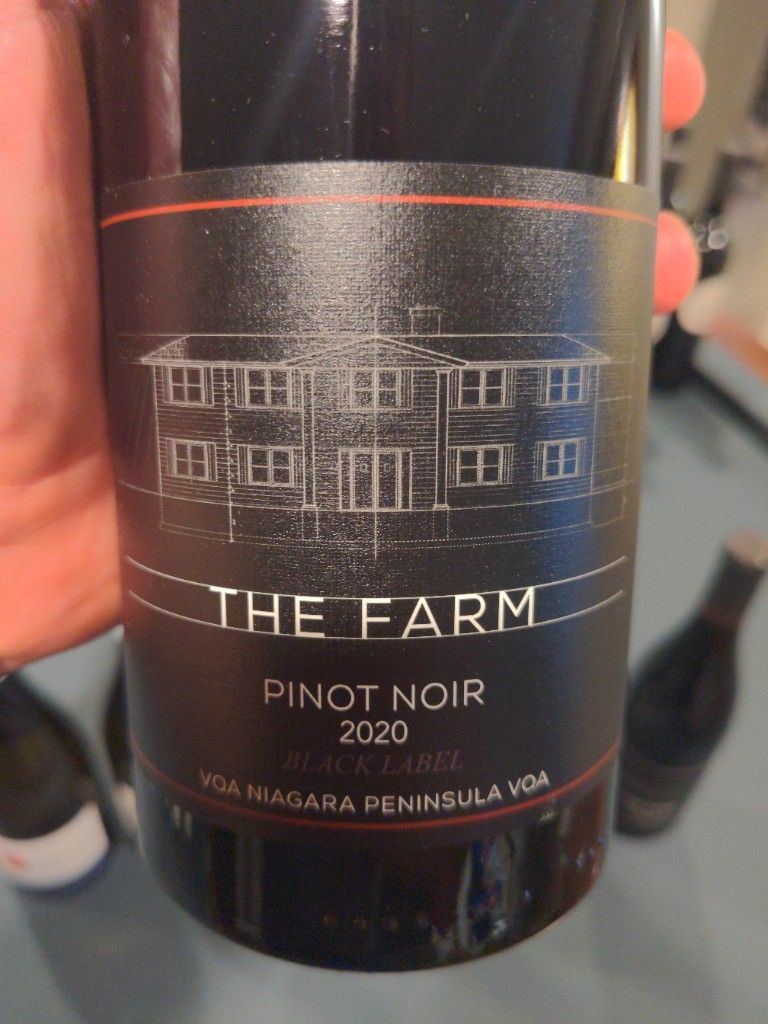 THE FARM
PINOT NOIR
2020
BLACK LABEL
VQA NIAGARA PENINSULA VQA